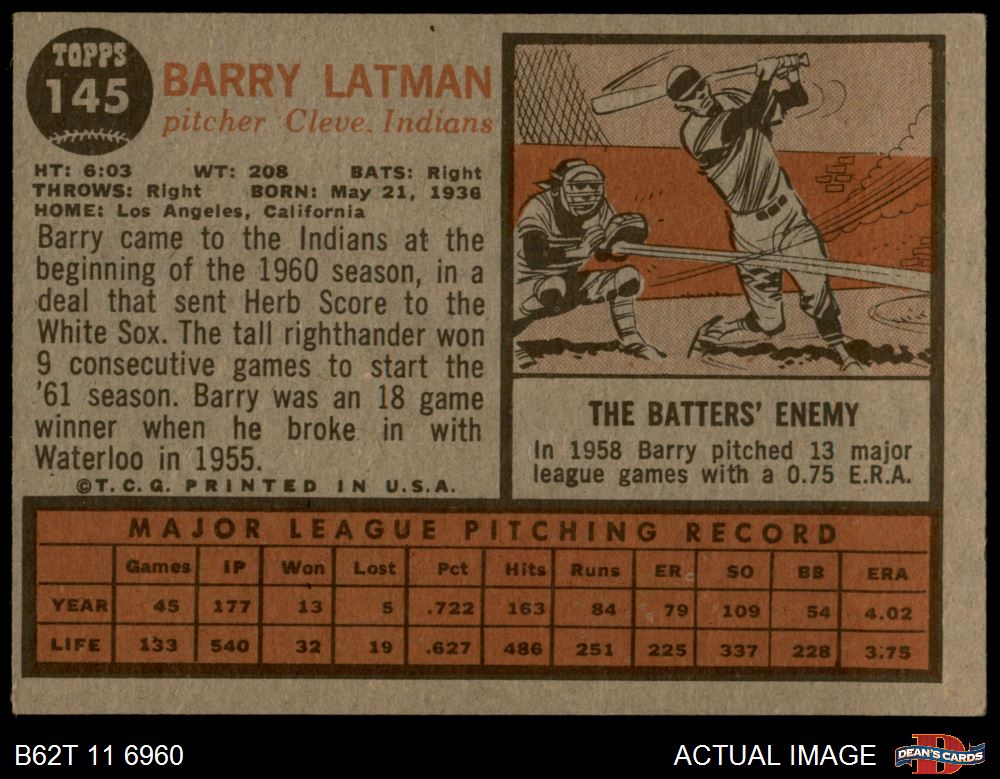 TOPPS
145
BARRY LATMAN
pitcher Cleve. Indians
HT: 6:03 WT: 208 BATS: Right
THROWS: Right BORN: May 21, 1936
HOME: Los Angeles, California
Barry came to the Indians at the
beginning of the 1960 season, in a
deal that sent Herb Score to the
White Sox. The tall righthander won
9 consecutive games to start the
'61 season. Barry was an 18 game
winner when he broke in with
Waterloo in 1955.
©T.C.G. PRINTED IN U.S.A.
THE BATTERS' ENEMY
In 1958 Barry pitched 13 major
league games with a 0.75 E.R.A.
MAJOR LEAGUE PITCHING RECORD
Games IP Won Lost Pct Hits Runs ER SO BB ERA
YEAR 45 177 13 5 .722 163 84 79 109 54 4.02
LIFE 133 540 32 19 .627 486 251 225 337 228 3.75
B62T 11 6960
ACTUAL IMAGE
DEAN'S CARDS